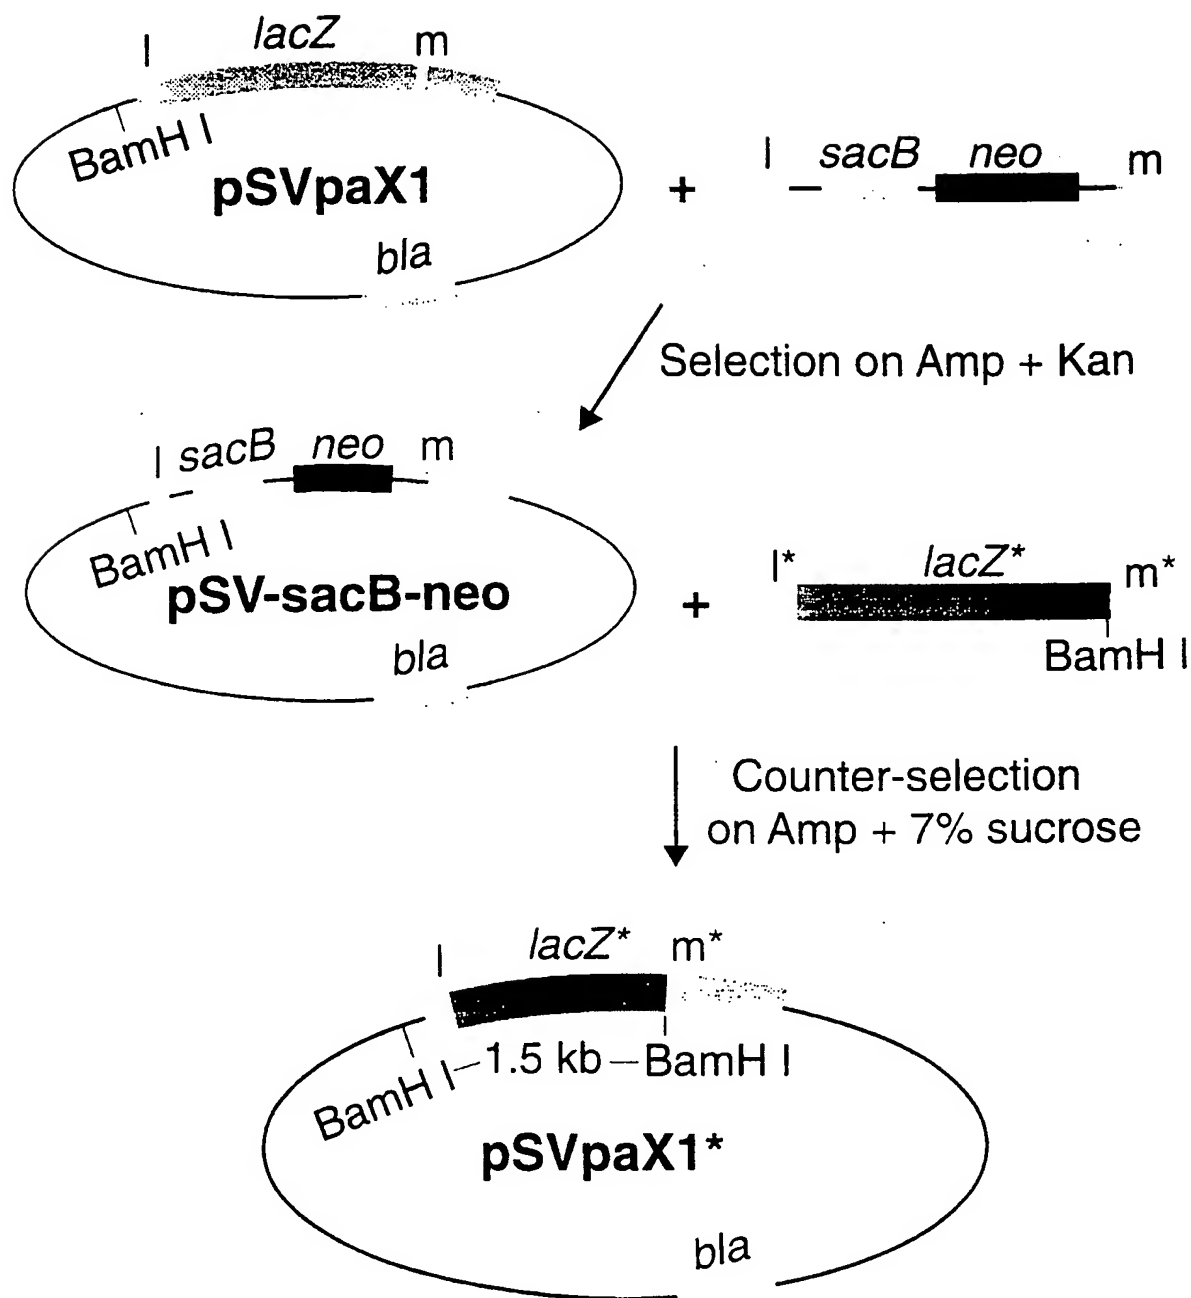 l lacZ m
BamH I
pSVpaX1
bla
+
l sacB neo m
Selection on Amp + Kan
l sacB neo m
BamH I
pSV-sacB-neo
bla
+
l* lacZ* m*
BamH I
Counter-selection
on Amp + 7% sucrose
l lacZ* m*
BamH I – 1.5 kb – BamH I
pSVpaX1*
bla